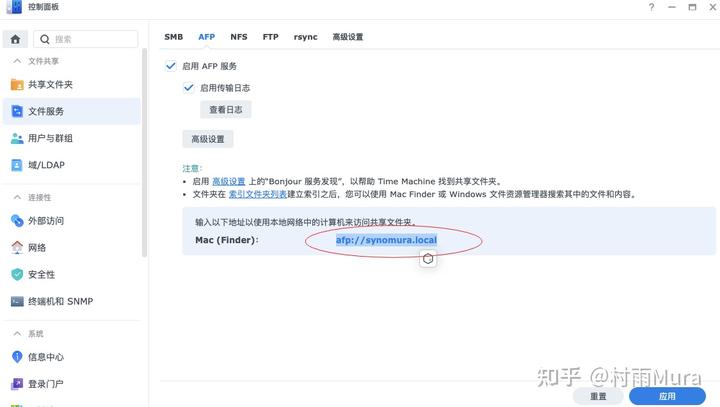 控制面板
搜索
文件共享
共享文件夹
文件服务
用户与群组
域/LDAP
连接性
外部访问
网络
安全性
终端机和 SNMP
系统
信息中心
登录门户
SMB AFP NFS FTP rsync 高级设置
启用 AFP 服务
启用传输日志
查看日志
高级设置
注意:
• 启用 高级设置 上的"Bonjour 服务发现"，以帮助 Time Machine 找到共享文件夹。
• 文件夹在 索引文件夹列表建立索引之后，您可以使用 Mac Finder 或 Windows 文件资源管理器搜索其中的文件和内容。
输入以下地址以使用本地网络中的计算机来访问共享文件夹。
Mac (Finder): afp://synomura.local
知乎 @村雨Mura
重置 应用